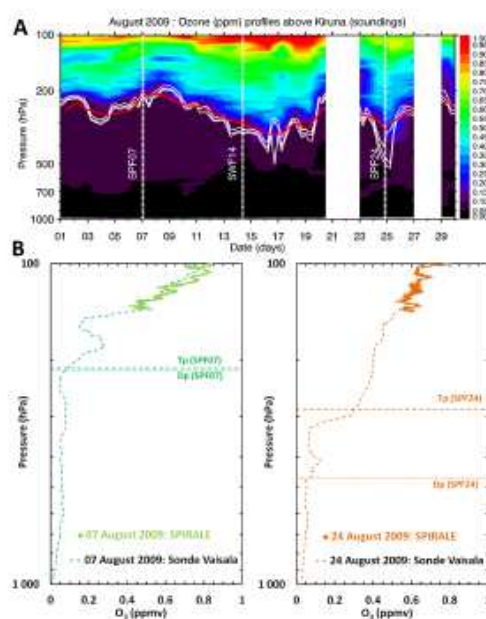 A
August 2009 : Ozone (ppm) profiles above Kiruna (soundings)
Pressure (hPa)
100
200
300
500
700
1000
SPF07
SWF14
SPF24
01 03 05 07 09 11 13 15 17 19 21 23 25 27 29
Date (days)
B
Pressure (hPa)
100
1 000
Tp (SPF07)
Dp (SPF07)
07 August 2009: SPIRALE
07 August 2009: Sonde Vaisala
0 0.2 0.4 0.6 0.8 1
O3 (ppmv)
Pressure (hPa)
100
1 000
Tp (SPF24)
Dp (SPF24)
24 August 2009: SPIRALE
24 August 2009: Sonde Vaisala
0 0.2 0.4 0.6 0.8 1
O3 (ppmv)